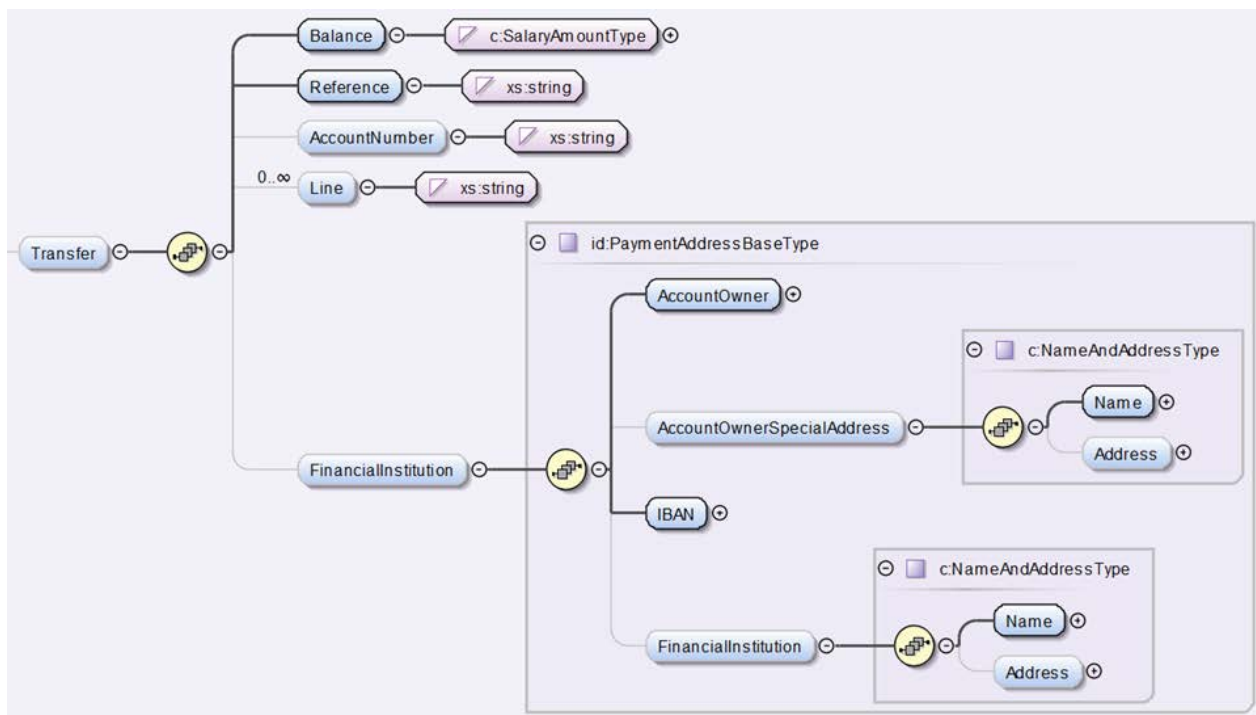 Balance
c:SalaryAmountType
Reference
xs:string
AccountNumber
xs:string
0..∞
Line
xs:string
Transfer
id:PaymentAddressBaseType
AccountOwner
c:NameAndAddressType
Name
AccountOwnerSpecialAddress
Address
FinancialInstitution
IBAN
c:NameAndAddressType
Name
FinancialInstitution
Address